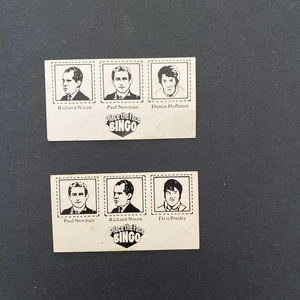 Richard Nixon Paul Newman Dustin Hoffman
Place the Face
BINGO
Paul Newman Richard Nixon Elvis Presley
Place the Face
BINGO